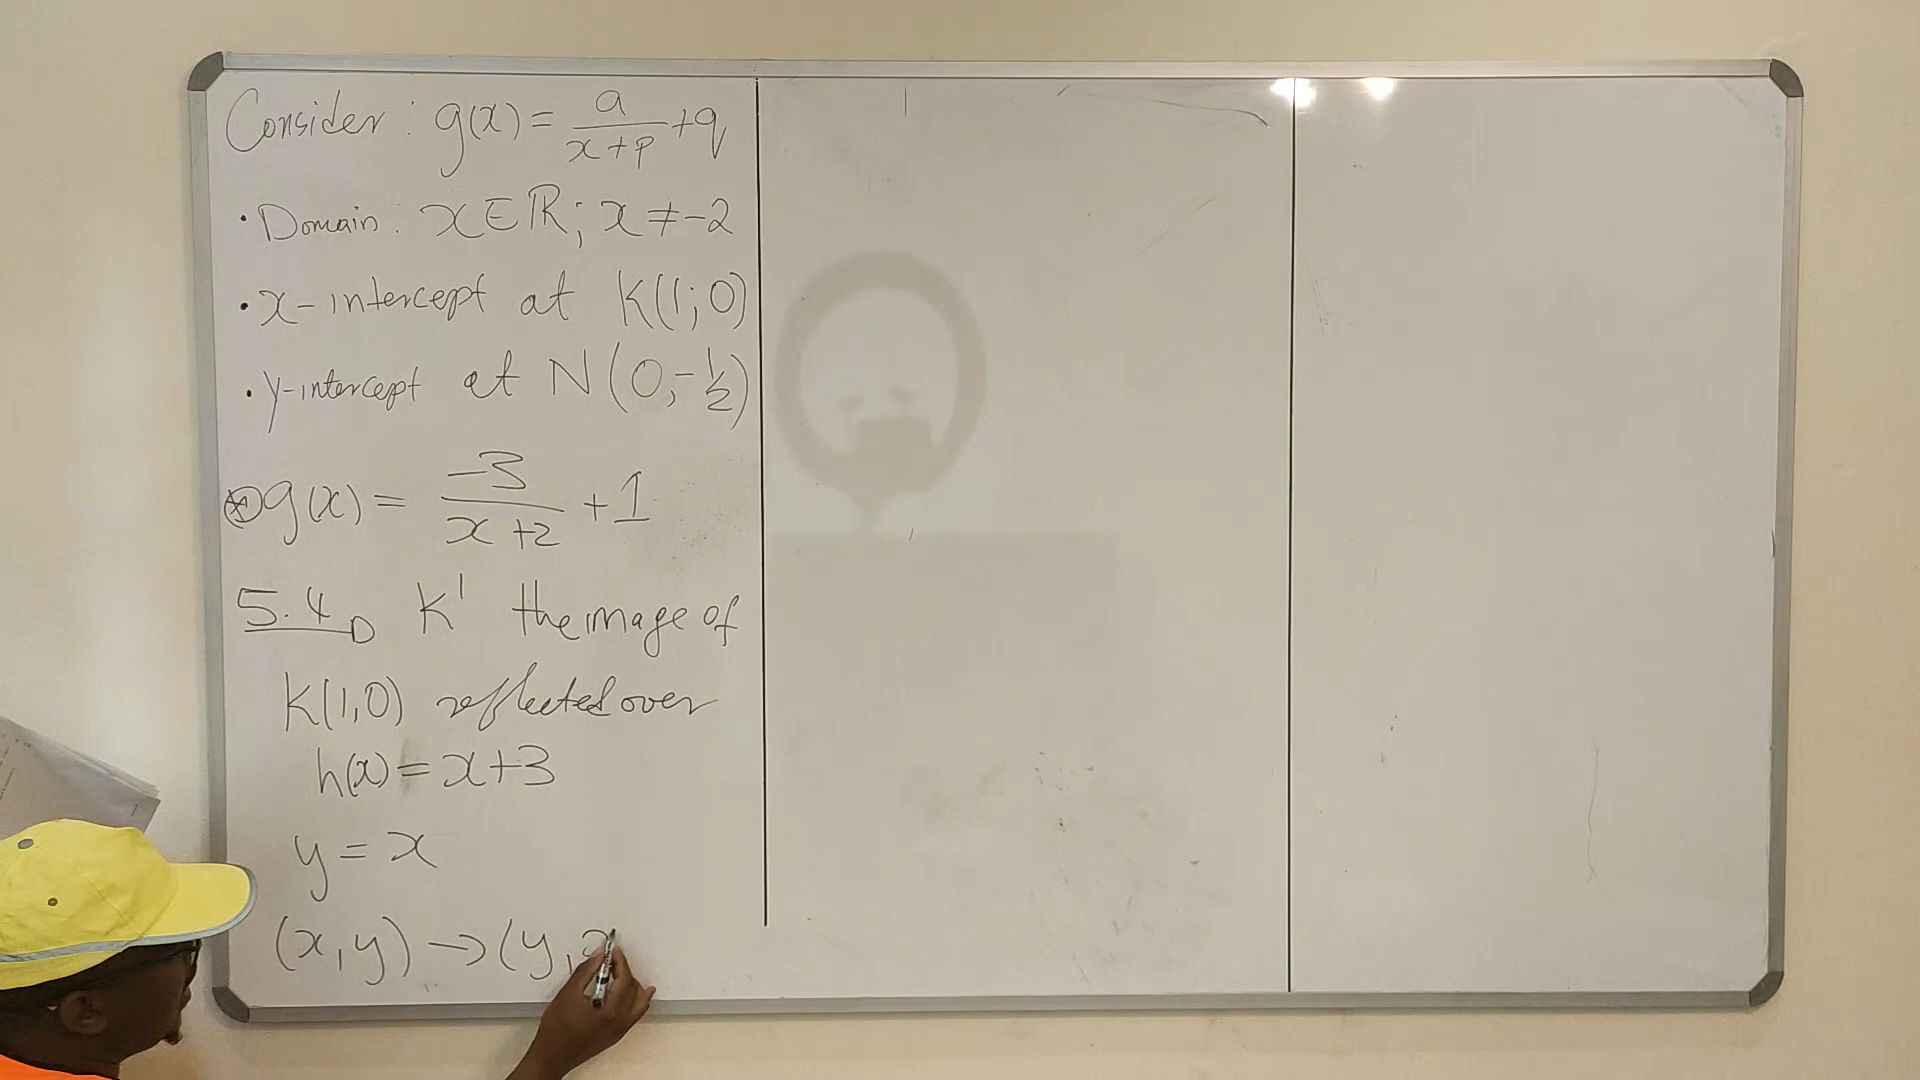 Consider: g(x) = a/(x+p) + q
• Domain: x∈ℝ; x ≠ -2
• x-intercept at K(1;0)
• y-intercept at N(0;-1/2)
⊛ g(x) = -3/(x+2) + 1
5.4 K' the image of
K(1,0) reflected over
h(x) = x+3
y = x
(x,y) → (y,x